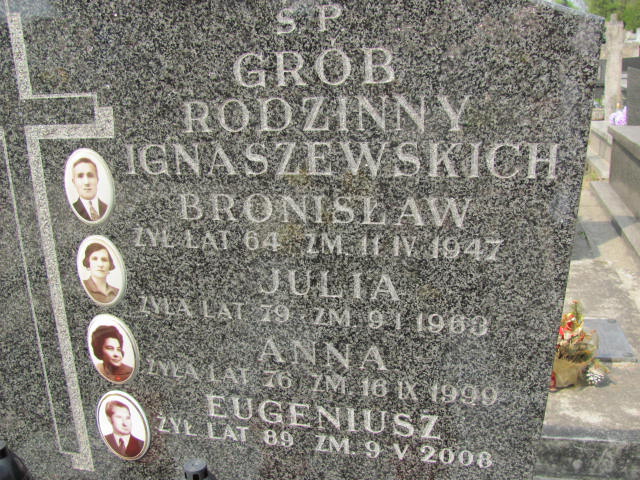 Ś.P.
GRÓB
RODZINNY
IGNASZEWSKICH
BRONISŁAW
ŻYŁ LAT 64 ZM. 11 IV 1947
JULIA
ŻYŁA LAT 79 ZM. 9 I 1963
ANNA
ŻYŁA LAT 76 ZM. 16 IX 1999
EUGENIUSZ
ŻYŁ LAT 89 ZM. 9 V 2008